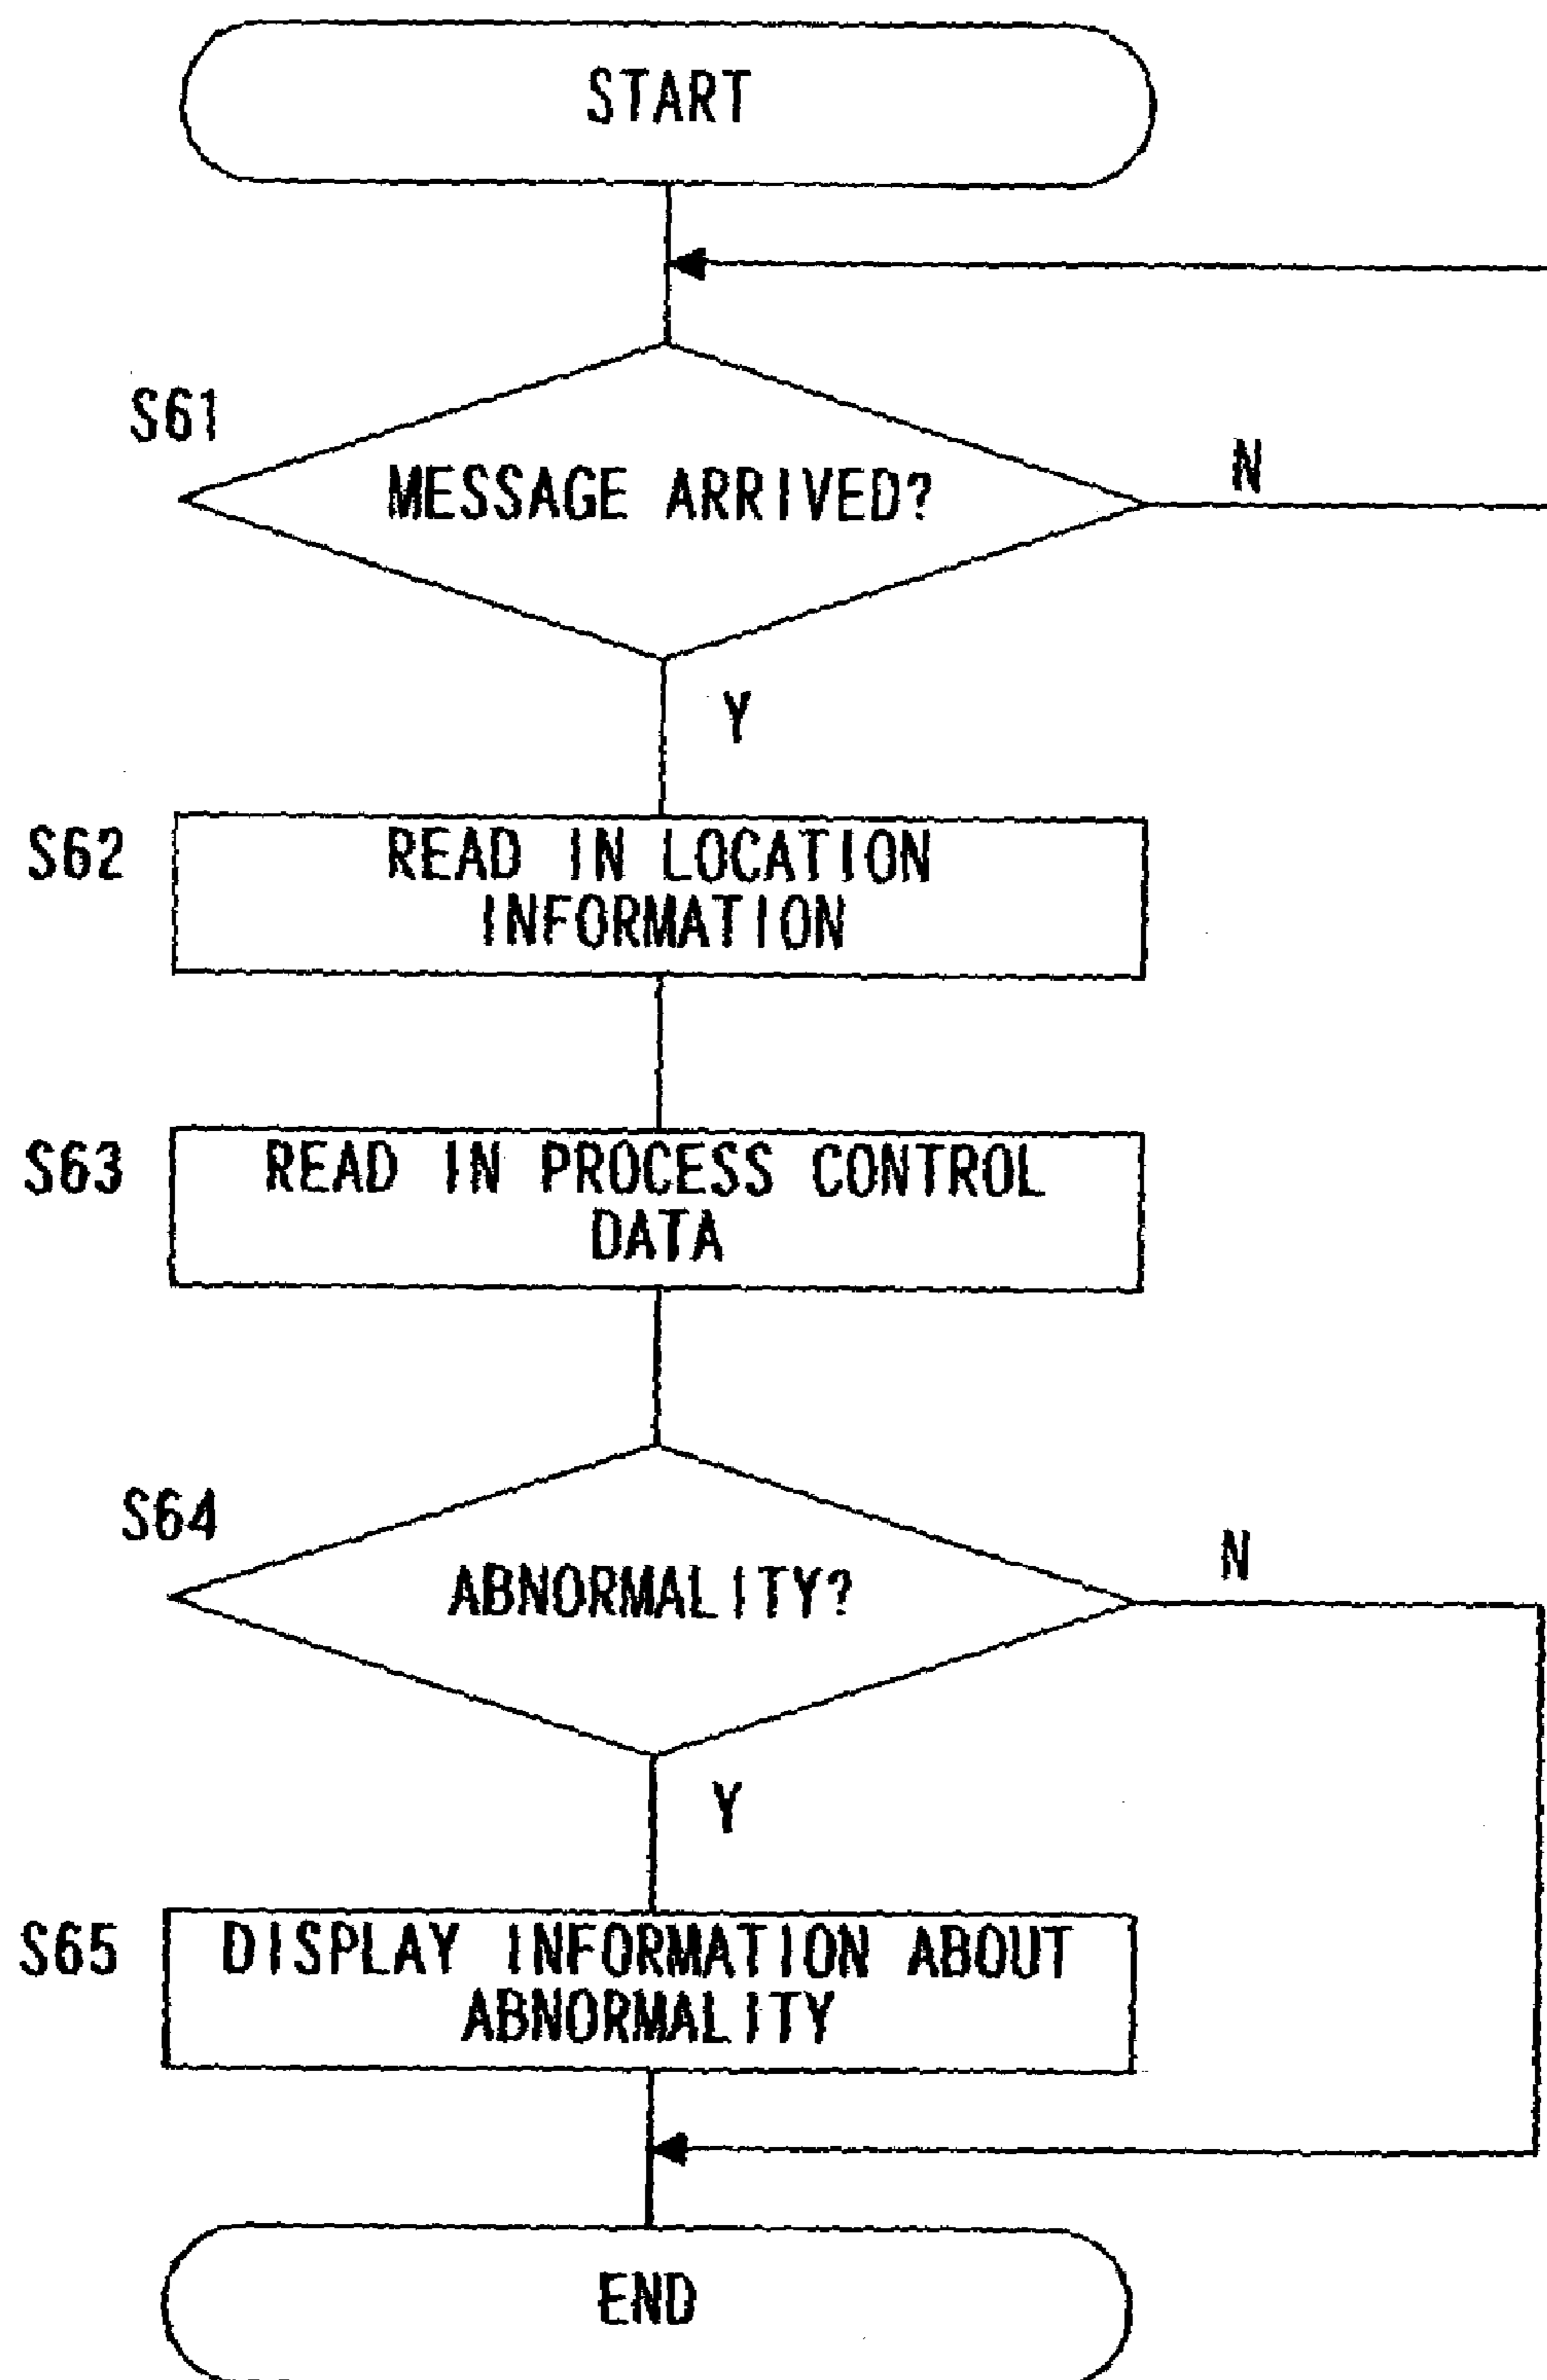 START
S61
MESSAGE ARRIVED?
N
Y
S62
READ IN LOCATION
INFORMATION
S63
READ IN PROCESS CONTROL
DATA
S64
ABNORMALITY?
N
Y
S65
DISPLAY INFORMATION ABOUT
ABNORMALITY
END